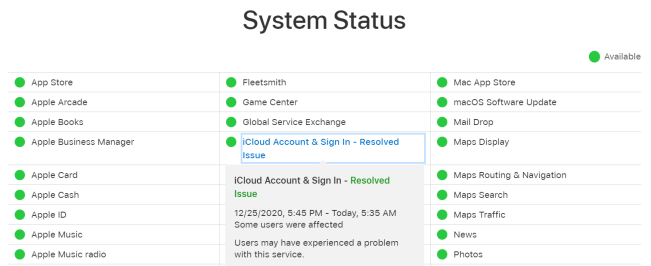 System Status
Available
App Store
Apple Arcade
Apple Books
Apple Business Manager
Apple Card
Apple Cash
Apple ID
Apple Music
Apple Music radio
Fleetsmith
Game Center
Global Service Exchange
iCloud Account & Sign In - Resolved
Issue
iCloud Account & Sign In - Resolved
Issue
12/25/2020, 5:45 PM - Today, 5:35 AM
Some users were affected
Users may have experienced a problem
with this service.
Mac App Store
macOS Software Update
Mail Drop
Maps Display
Maps Routing & Navigation
Maps Search
Maps Traffic
News
Photos